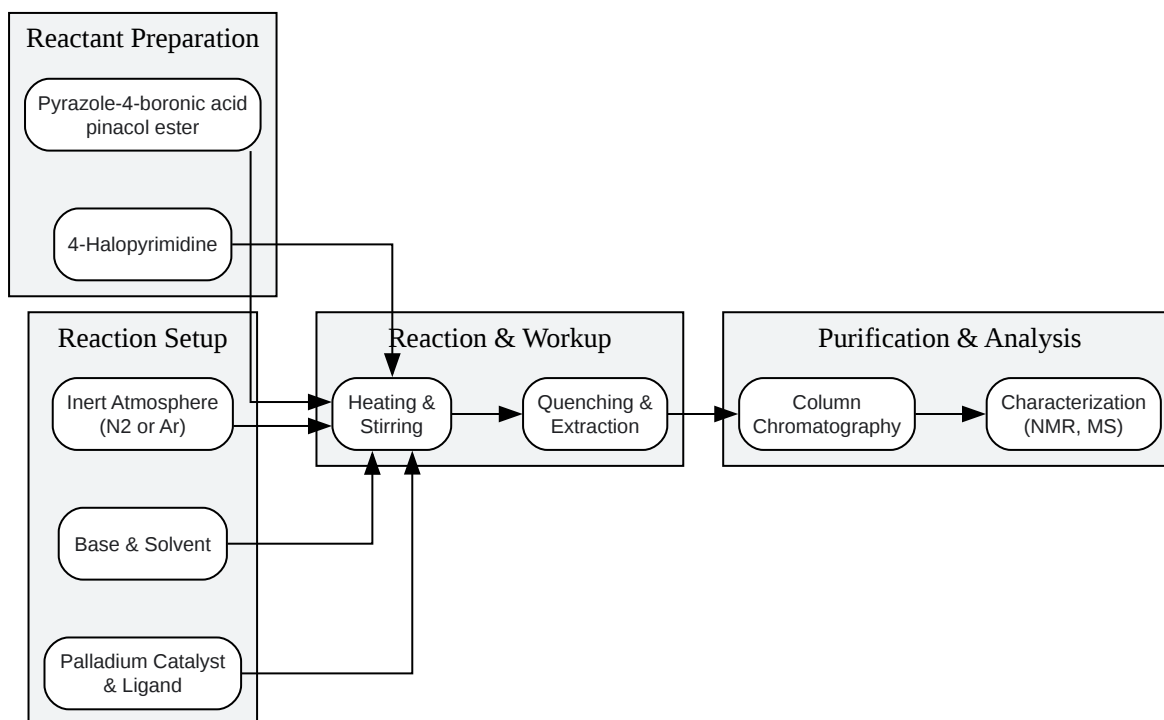 Reactant Preparation
Pyrazole-4-boronic acid
pinacol ester
4-Halopyrimidine
Reaction Setup
Inert Atmosphere
(N2 or Ar)
Base & Solvent
Palladium Catalyst
& Ligand
Reaction & Workup
Heating &
Stirring
Quenching &
Extraction
Purification & Analysis
Column
Chromatography
Characterization
(NMR, MS)